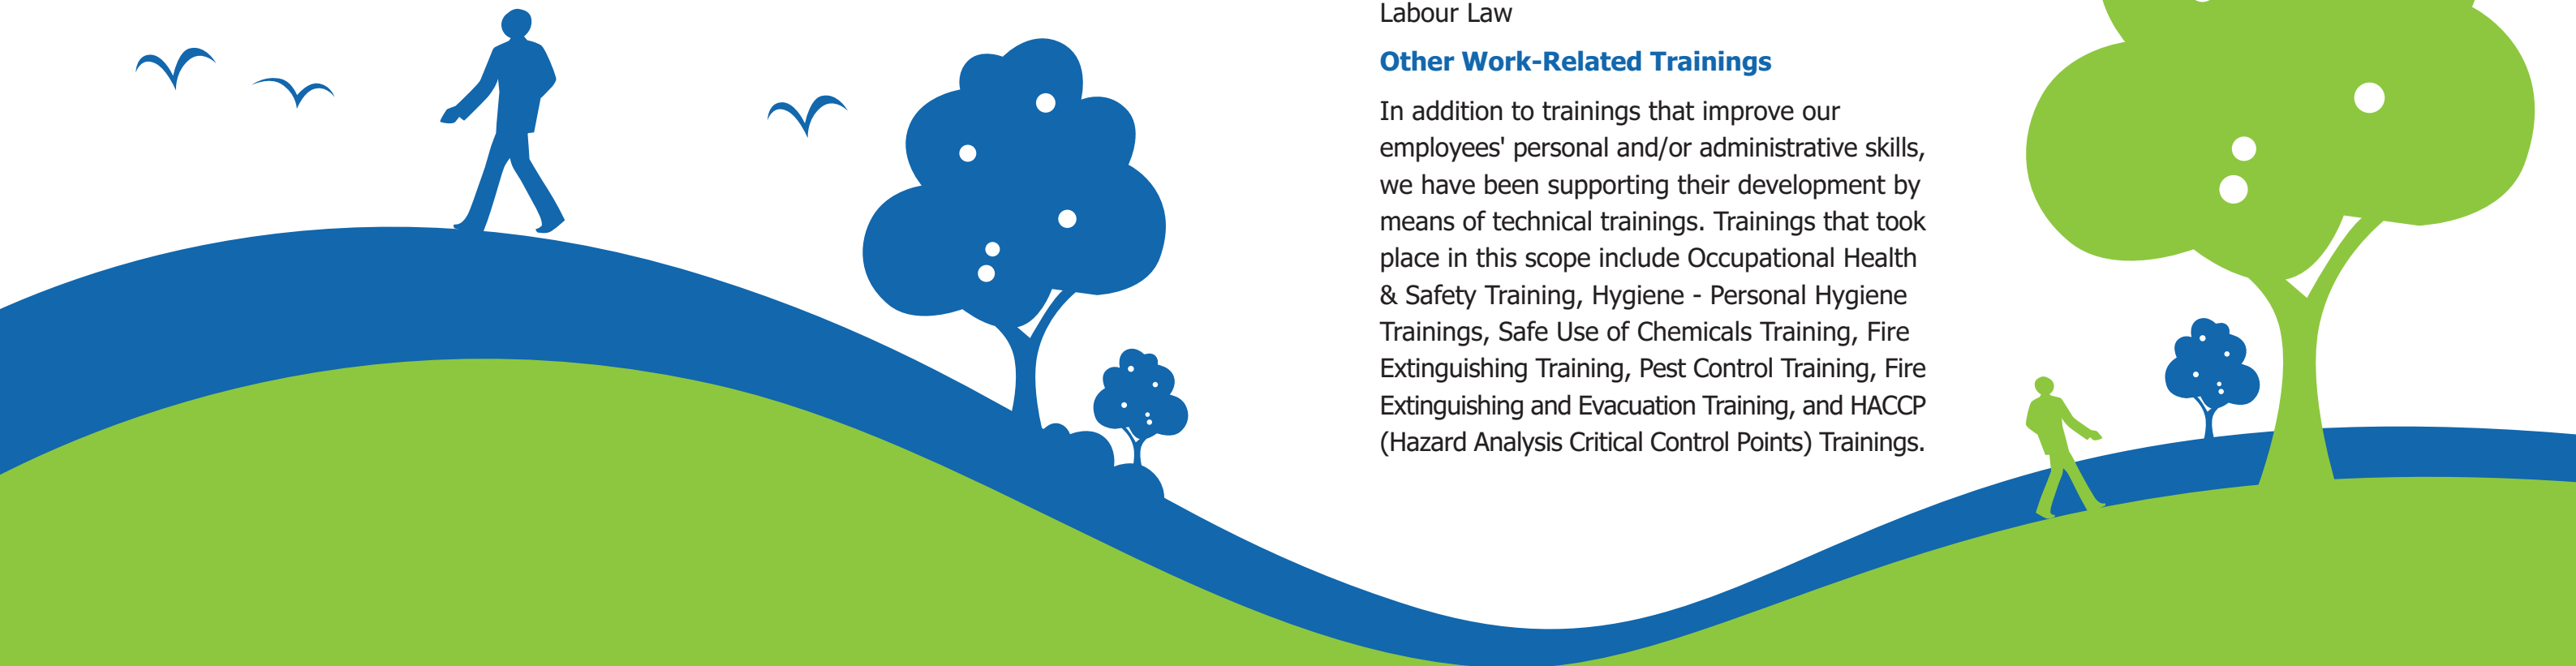 Labour Law
Other Work-Related Trainings
In addition to trainings that improve our
employees' personal and/or administrative skills,
we have been supporting their development by
means of technical trainings. Trainings that took
place in this scope include Occupational Health
& Safety Training, Hygiene - Personal Hygiene
Trainings, Safe Use of Chemicals Training, Fire
Extinguishing Training, Pest Control Training, Fire
Extinguishing and Evacuation Training, and HACCP
(Hazard Analysis Critical Control Points) Trainings.